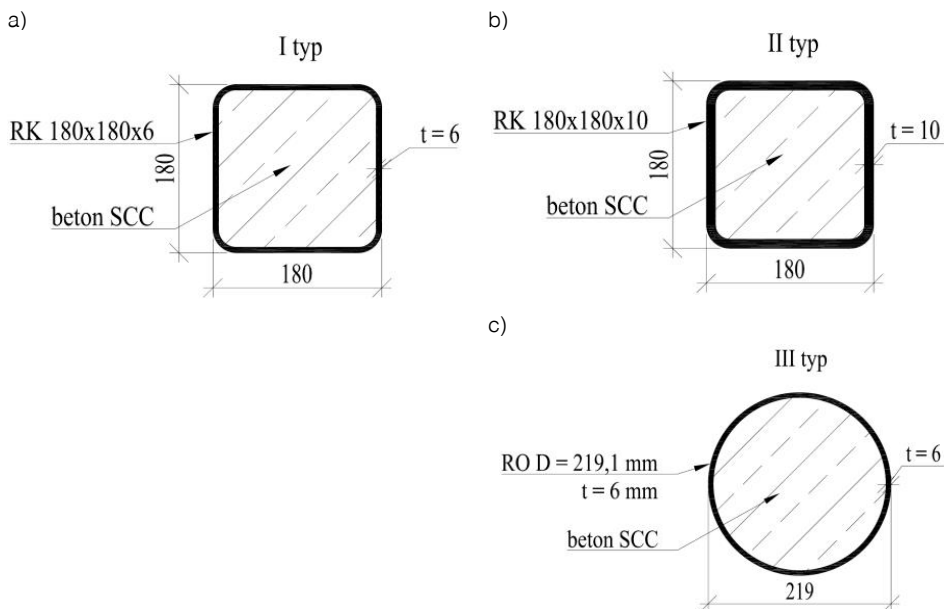 a)
I typ
RK 180x180x6
180
t = 6
beton SCC
180
b)
II typ
RK 180x180x10
180
t = 10
beton SCC
180
c)
III typ
RO D = 219,1 mm
t = 6 mm
t = 6
beton SCC
219